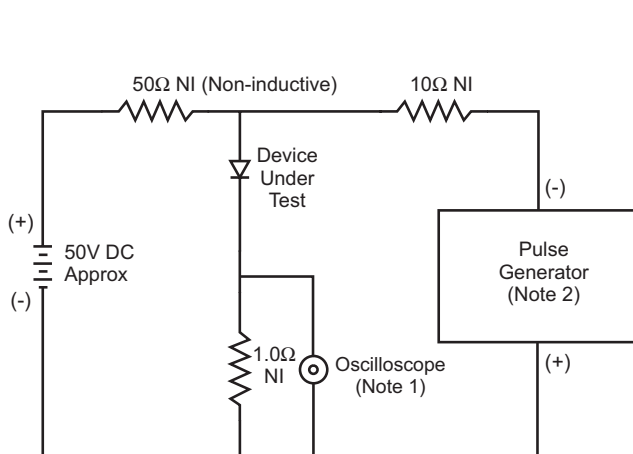 50Ω NI (Non-inductive)
10Ω NI
Device
Under
Test
(+)
50V DC
Approx
(-)
(-)
Pulse
Generator
(Note 2)
(+)
1.0Ω
NI
Oscilloscope
(Note 1)